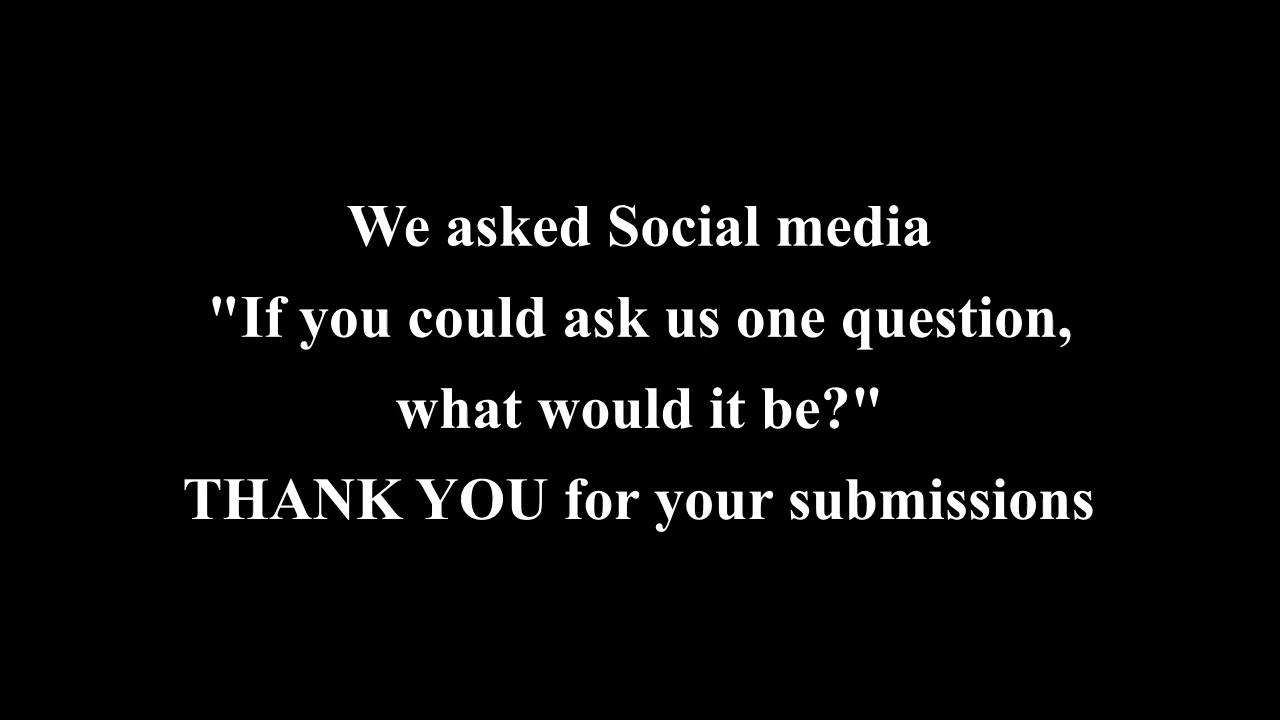 We asked Social media
"If you could ask us one question,
what would it be?"
THANK YOU for your submissions